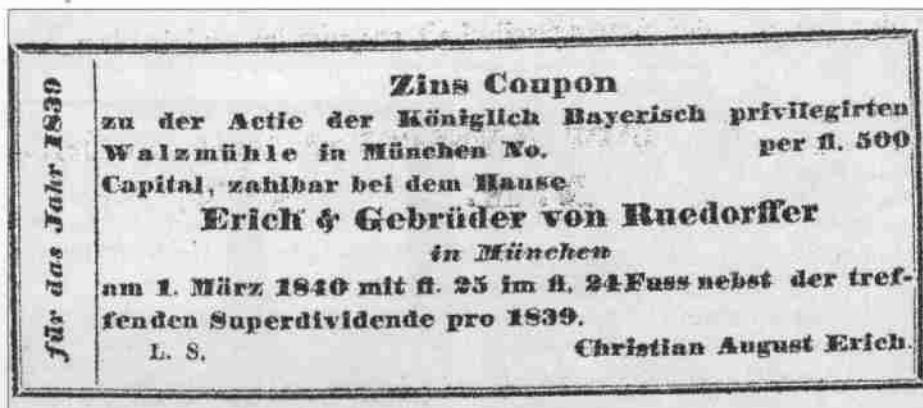 für das Jahr 1839
Zins Coupon
zu der Actie der Königlich Bayerisch privilegirten
Walzmühle in München No. per fl. 500
Capital, zahlbar bei dem Hause
Erich & Gebrüder von Ruedorffer
in München
am 1. März 1840 mit fl. 25 im fl. 24 Fuss nebst der tref-
fenden Superdividende pro 1839.
L. S. Christian August Erich.